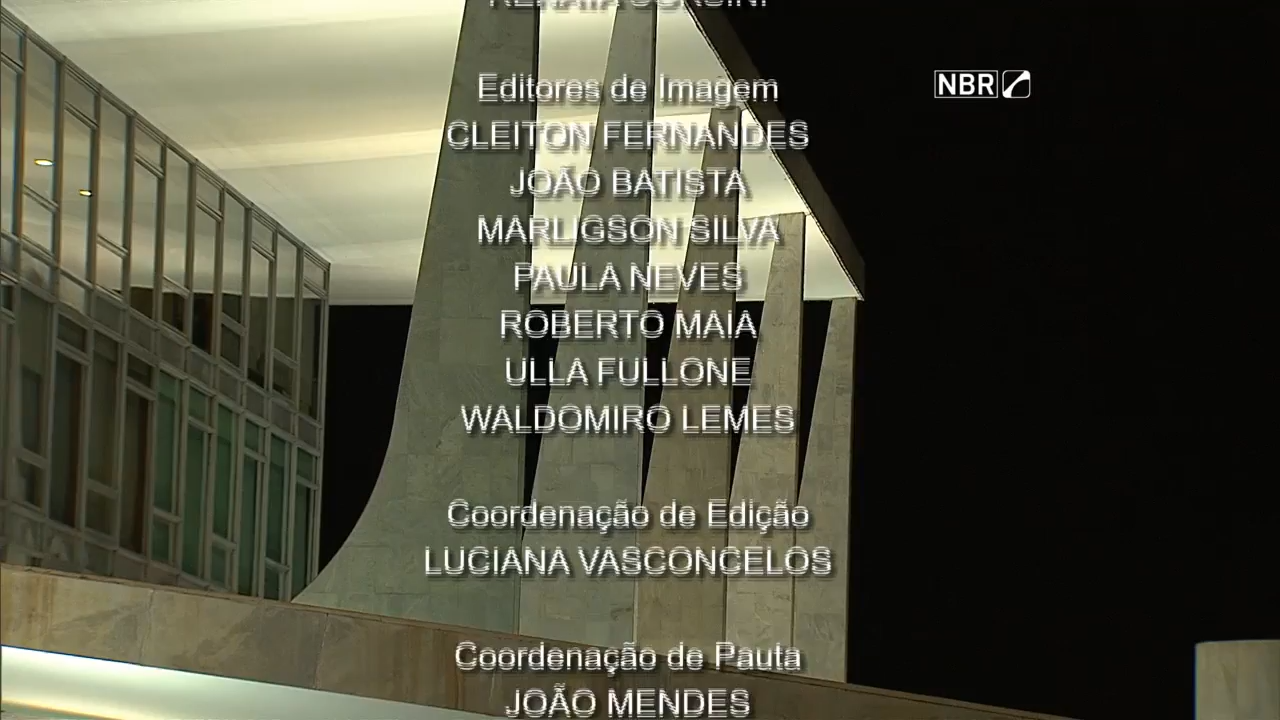 NBR
Editores de Imagem
CLEITON FERNANDES
JOÃO BATISTA
MARLIGSON SILVA
PAULA NEVES
ROBERTO MAIA
ULLA FULLONE
WALDOMIRO LEMES
Coordenação de Edição
LUCIANA VASCONCELOS
Coordenação de Pauta
JOÃO MENDES